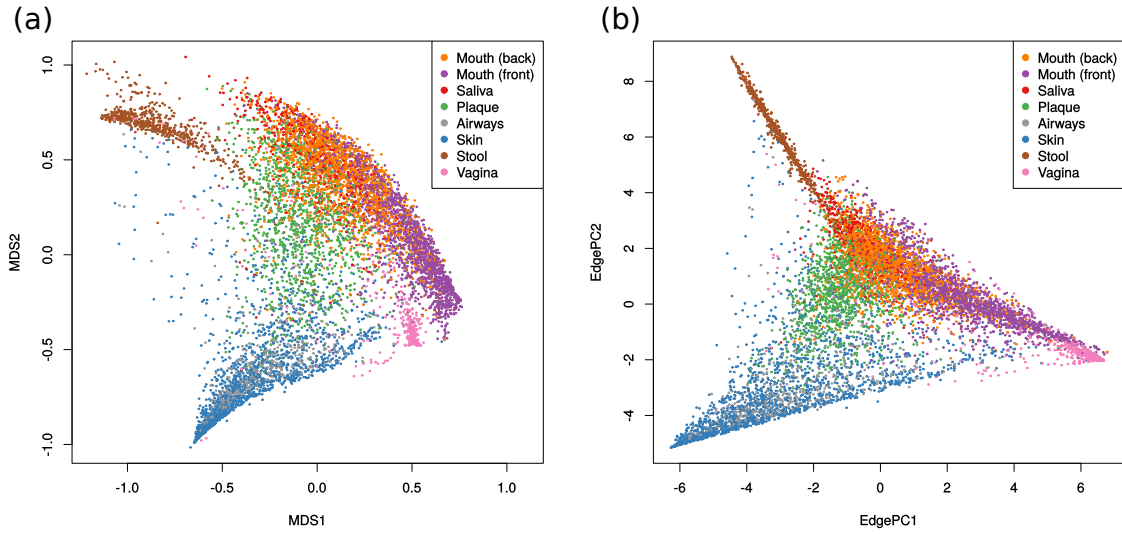 (a)
Mouth (back)
Mouth (front)
Saliva
Plaque
Airways
Skin
Stool
Vagina
1.0
0.5
0.0
-0.5
-1.0
MDS2
-1.0 -0.5 0.0 0.5 1.0
MDS1
(b)
Mouth (back)
Mouth (front)
Saliva
Plaque
Airways
Skin
Stool
Vagina
8
6
4
2
0
-2
-4
EdgePC2
-6 -4 -2 0 2 4 6
EdgePC1